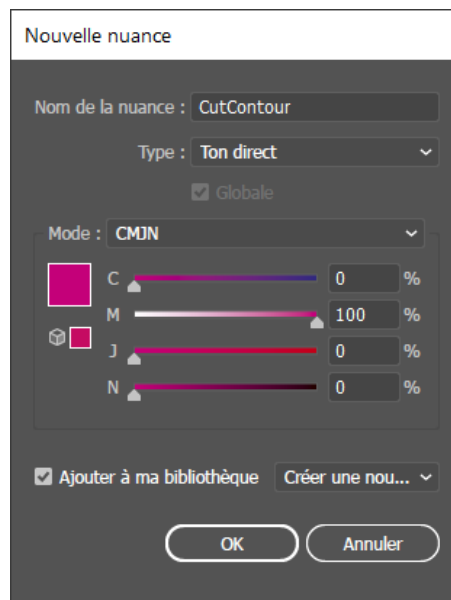 Nouvelle nuance
Nom de la nuance : CutContour
Type : Ton direct
Globale
Mode : CMJN
C 0 %
M 100 %
J 0 %
N 0 %
Ajouter à ma bibliothèque Créer une nou...
OK Annuler